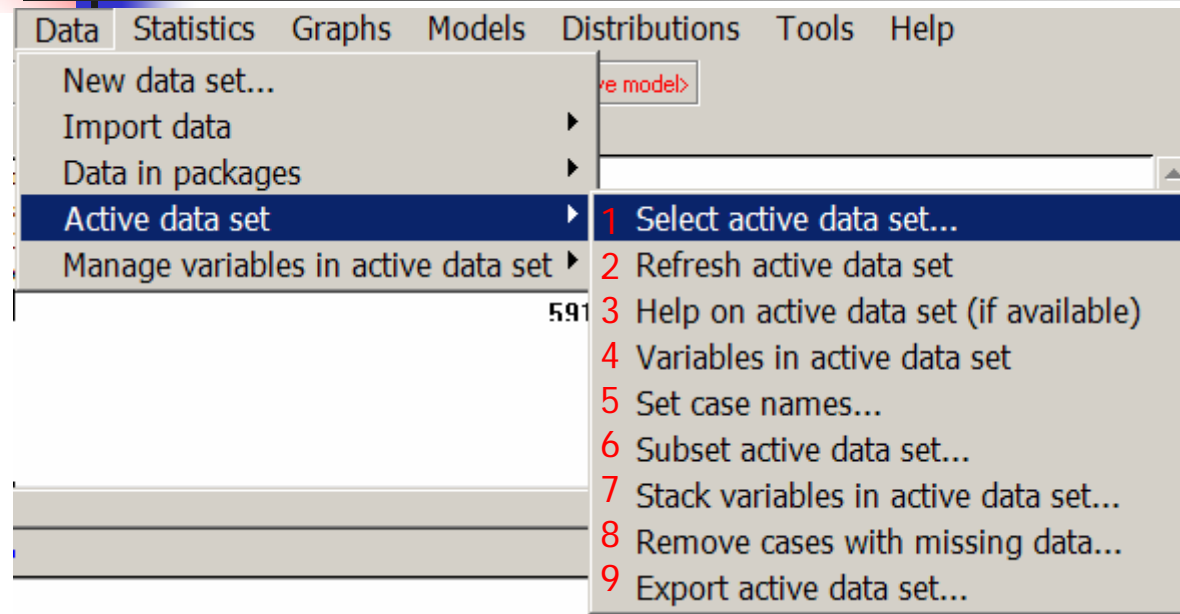 Data Statistics Graphs Models Distributions Tools Help
New data set...
ve model>
Import data
Data in packages
Active data set
Manage variables in active data set
591
1 Select active data set...
2 Refresh active data set
3 Help on active data set (if available)
4 Variables in active data set
5 Set case names...
6 Subset active data set...
7 Stack variables in active data set...
8 Remove cases with missing data...
9 Export active data set...